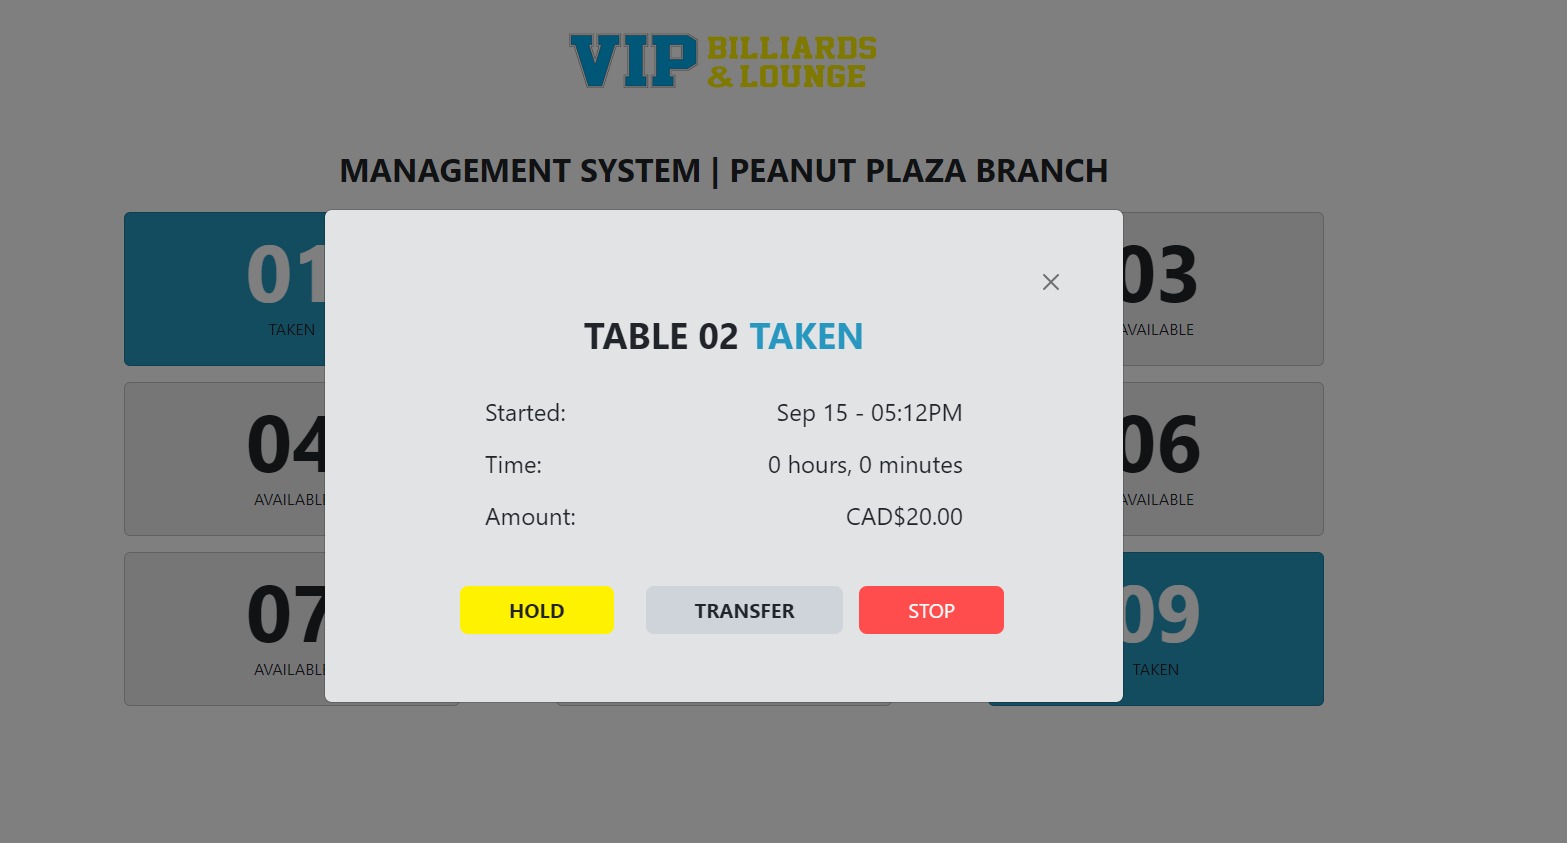 VIP BILLIARDS
& LOUNGE
MANAGEMENT SYSTEM | PEANUT PLAZA BRANCH
01
TAKEN
03
AVAILABLE
TABLE 02 TAKEN
Started: Sep 15 - 05:12PM
Time: 0 hours, 0 minutes
Amount: CAD$20.00
HOLD TRANSFER STOP
04
AVAILABLE
06
AVAILABLE
07
AVAILABLE
09
TAKEN